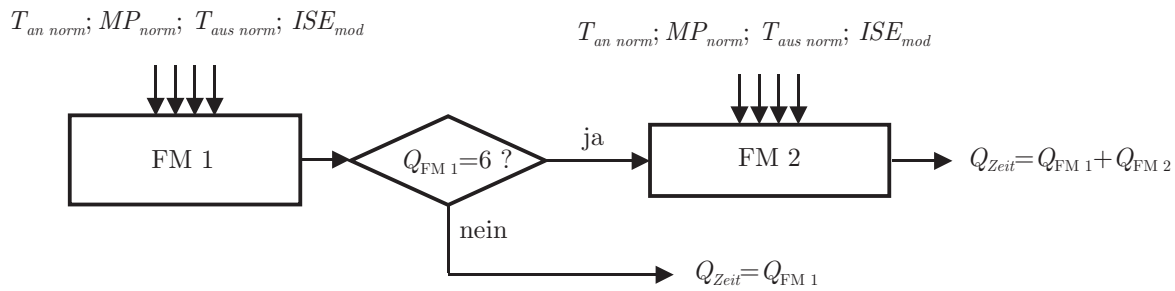 T_an norm; MP_norm; T_aus norm; ISE_mod
T_an norm; MP_norm; T_aus norm; ISE_mod
FM 1
Q_FM 1=6 ?
ja
FM 2
Q_Zeit=Q_FM 1+Q_FM 2
nein
Q_Zeit=Q_FM 1